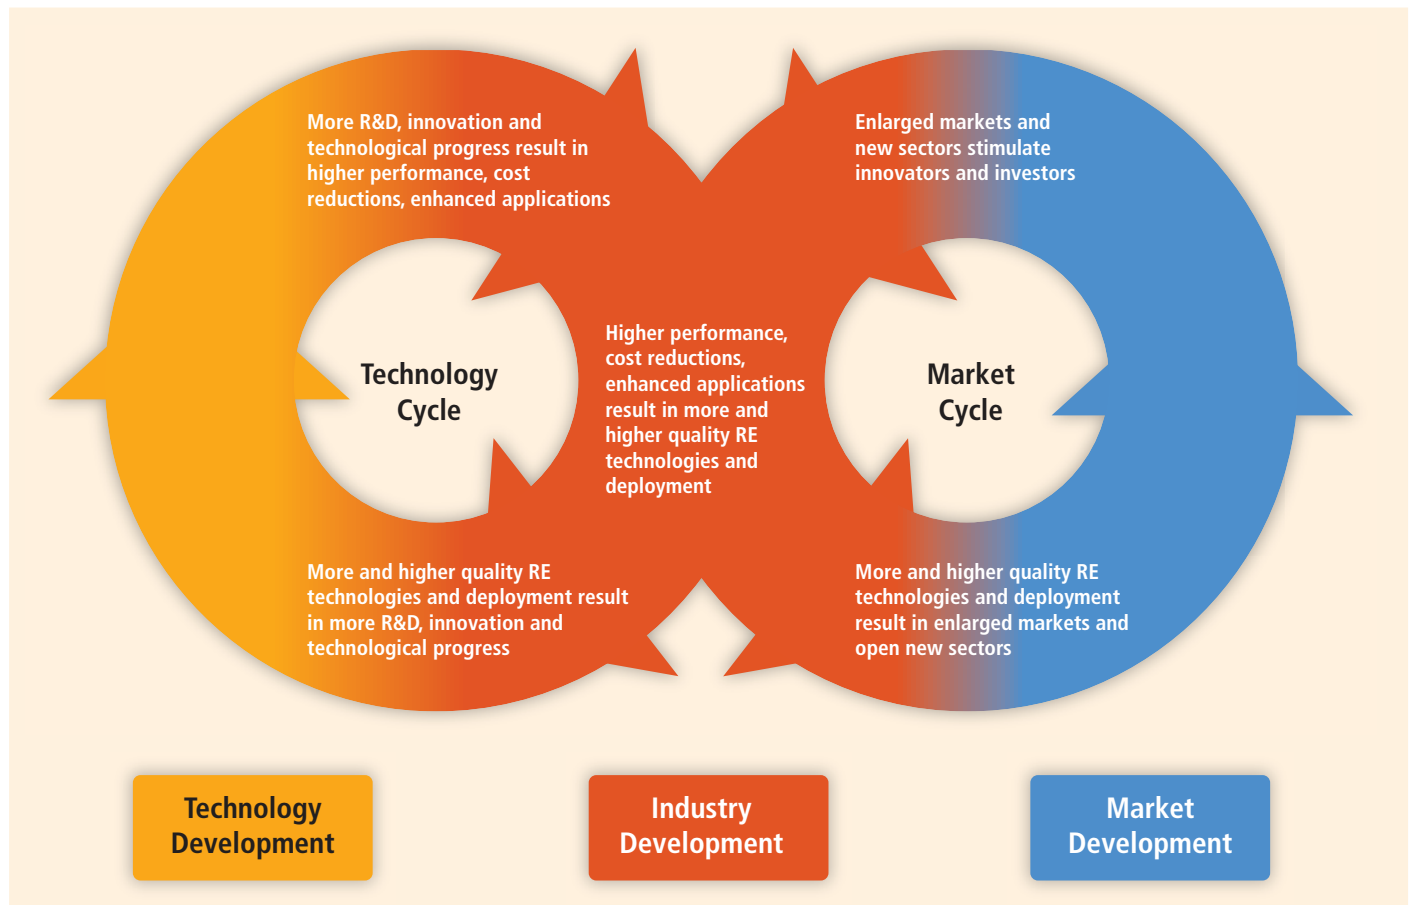 More R&D, innovation and
technological progress result in
higher performance, cost
reductions, enhanced applications
Enlarged markets and
new sectors stimulate
innovators and investors
Technology
Cycle
Higher performance,
cost reductions,
enhanced applications
result in more and
higher quality RE
technologies and
deployment
Market
Cycle
More and higher quality RE
technologies and deployment result
in more R&D, innovation and
technological progress
More and higher quality RE
technologies and deployment
result in enlarged markets and
open new sectors
Technology
Development
Industry
Development
Market
Development